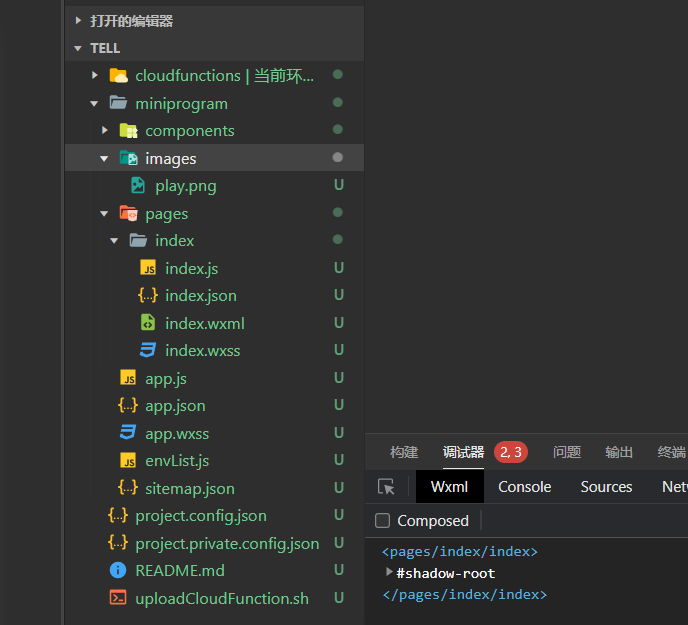 打开的编辑器
TELL
cloudfunctions | 当前环...
miniprogram
components
images
play.png U
pages
index
index.js U
index.json U
index.wxml U
index.wxss U
app.js U
app.json U
app.wxss U
envList.js U
sitemap.json U
project.config.json U
project.private.config.json U
README.md U
uploadCloudFunction.sh U
构建 调试器 2, 3 问题 输出 终端
Wxml Console Sources Netw
Composed
<pages/index/index>
#shadow-root
</pages/index/index>